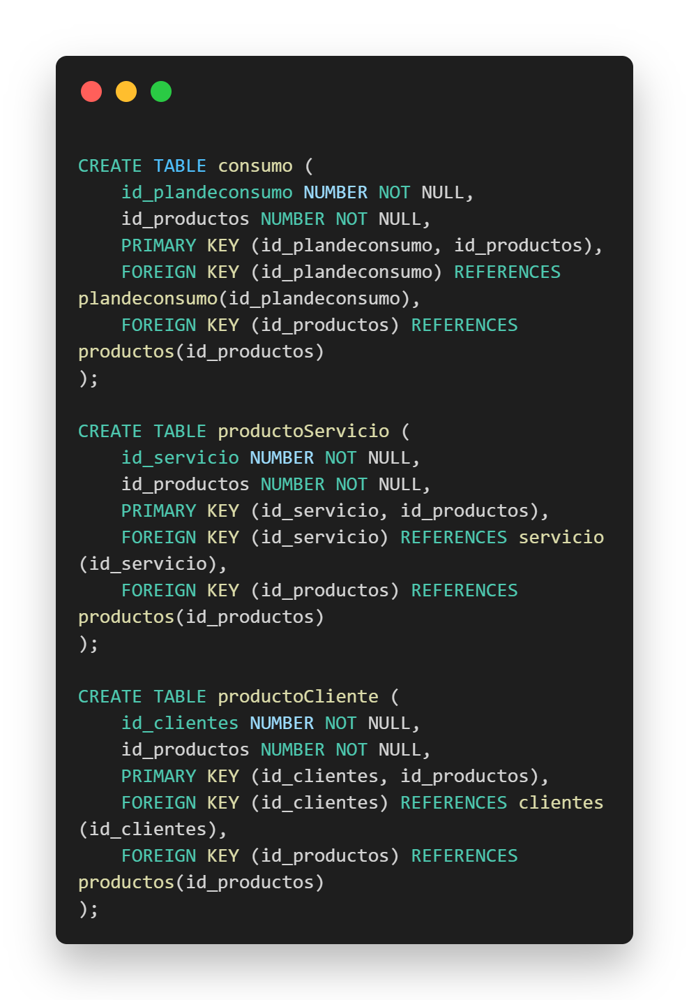 CREATE TABLE consumo (
    id_plandeconsumo NUMBER NOT NULL,
    id_productos NUMBER NOT NULL,
    PRIMARY KEY (id_plandeconsumo, id_productos),
    FOREIGN KEY (id_plandeconsumo) REFERENCES
plandeconsumo(id_plandeconsumo),
    FOREIGN KEY (id_productos) REFERENCES
productos(id_productos)
);

CREATE TABLE productoServicio (
    id_servicio NUMBER NOT NULL,
    id_productos NUMBER NOT NULL,
    PRIMARY KEY (id_servicio, id_productos),
    FOREIGN KEY (id_servicio) REFERENCES servicio
(id_servicio),
    FOREIGN KEY (id_productos) REFERENCES
productos(id_productos)
);

CREATE TABLE productoCliente (
    id_clientes NUMBER NOT NULL,
    id_productos NUMBER NOT NULL,
    PRIMARY KEY (id_clientes, id_productos),
    FOREIGN KEY (id_clientes) REFERENCES clientes
(id_clientes),
    FOREIGN KEY (id_productos) REFERENCES
productos(id_productos)
);